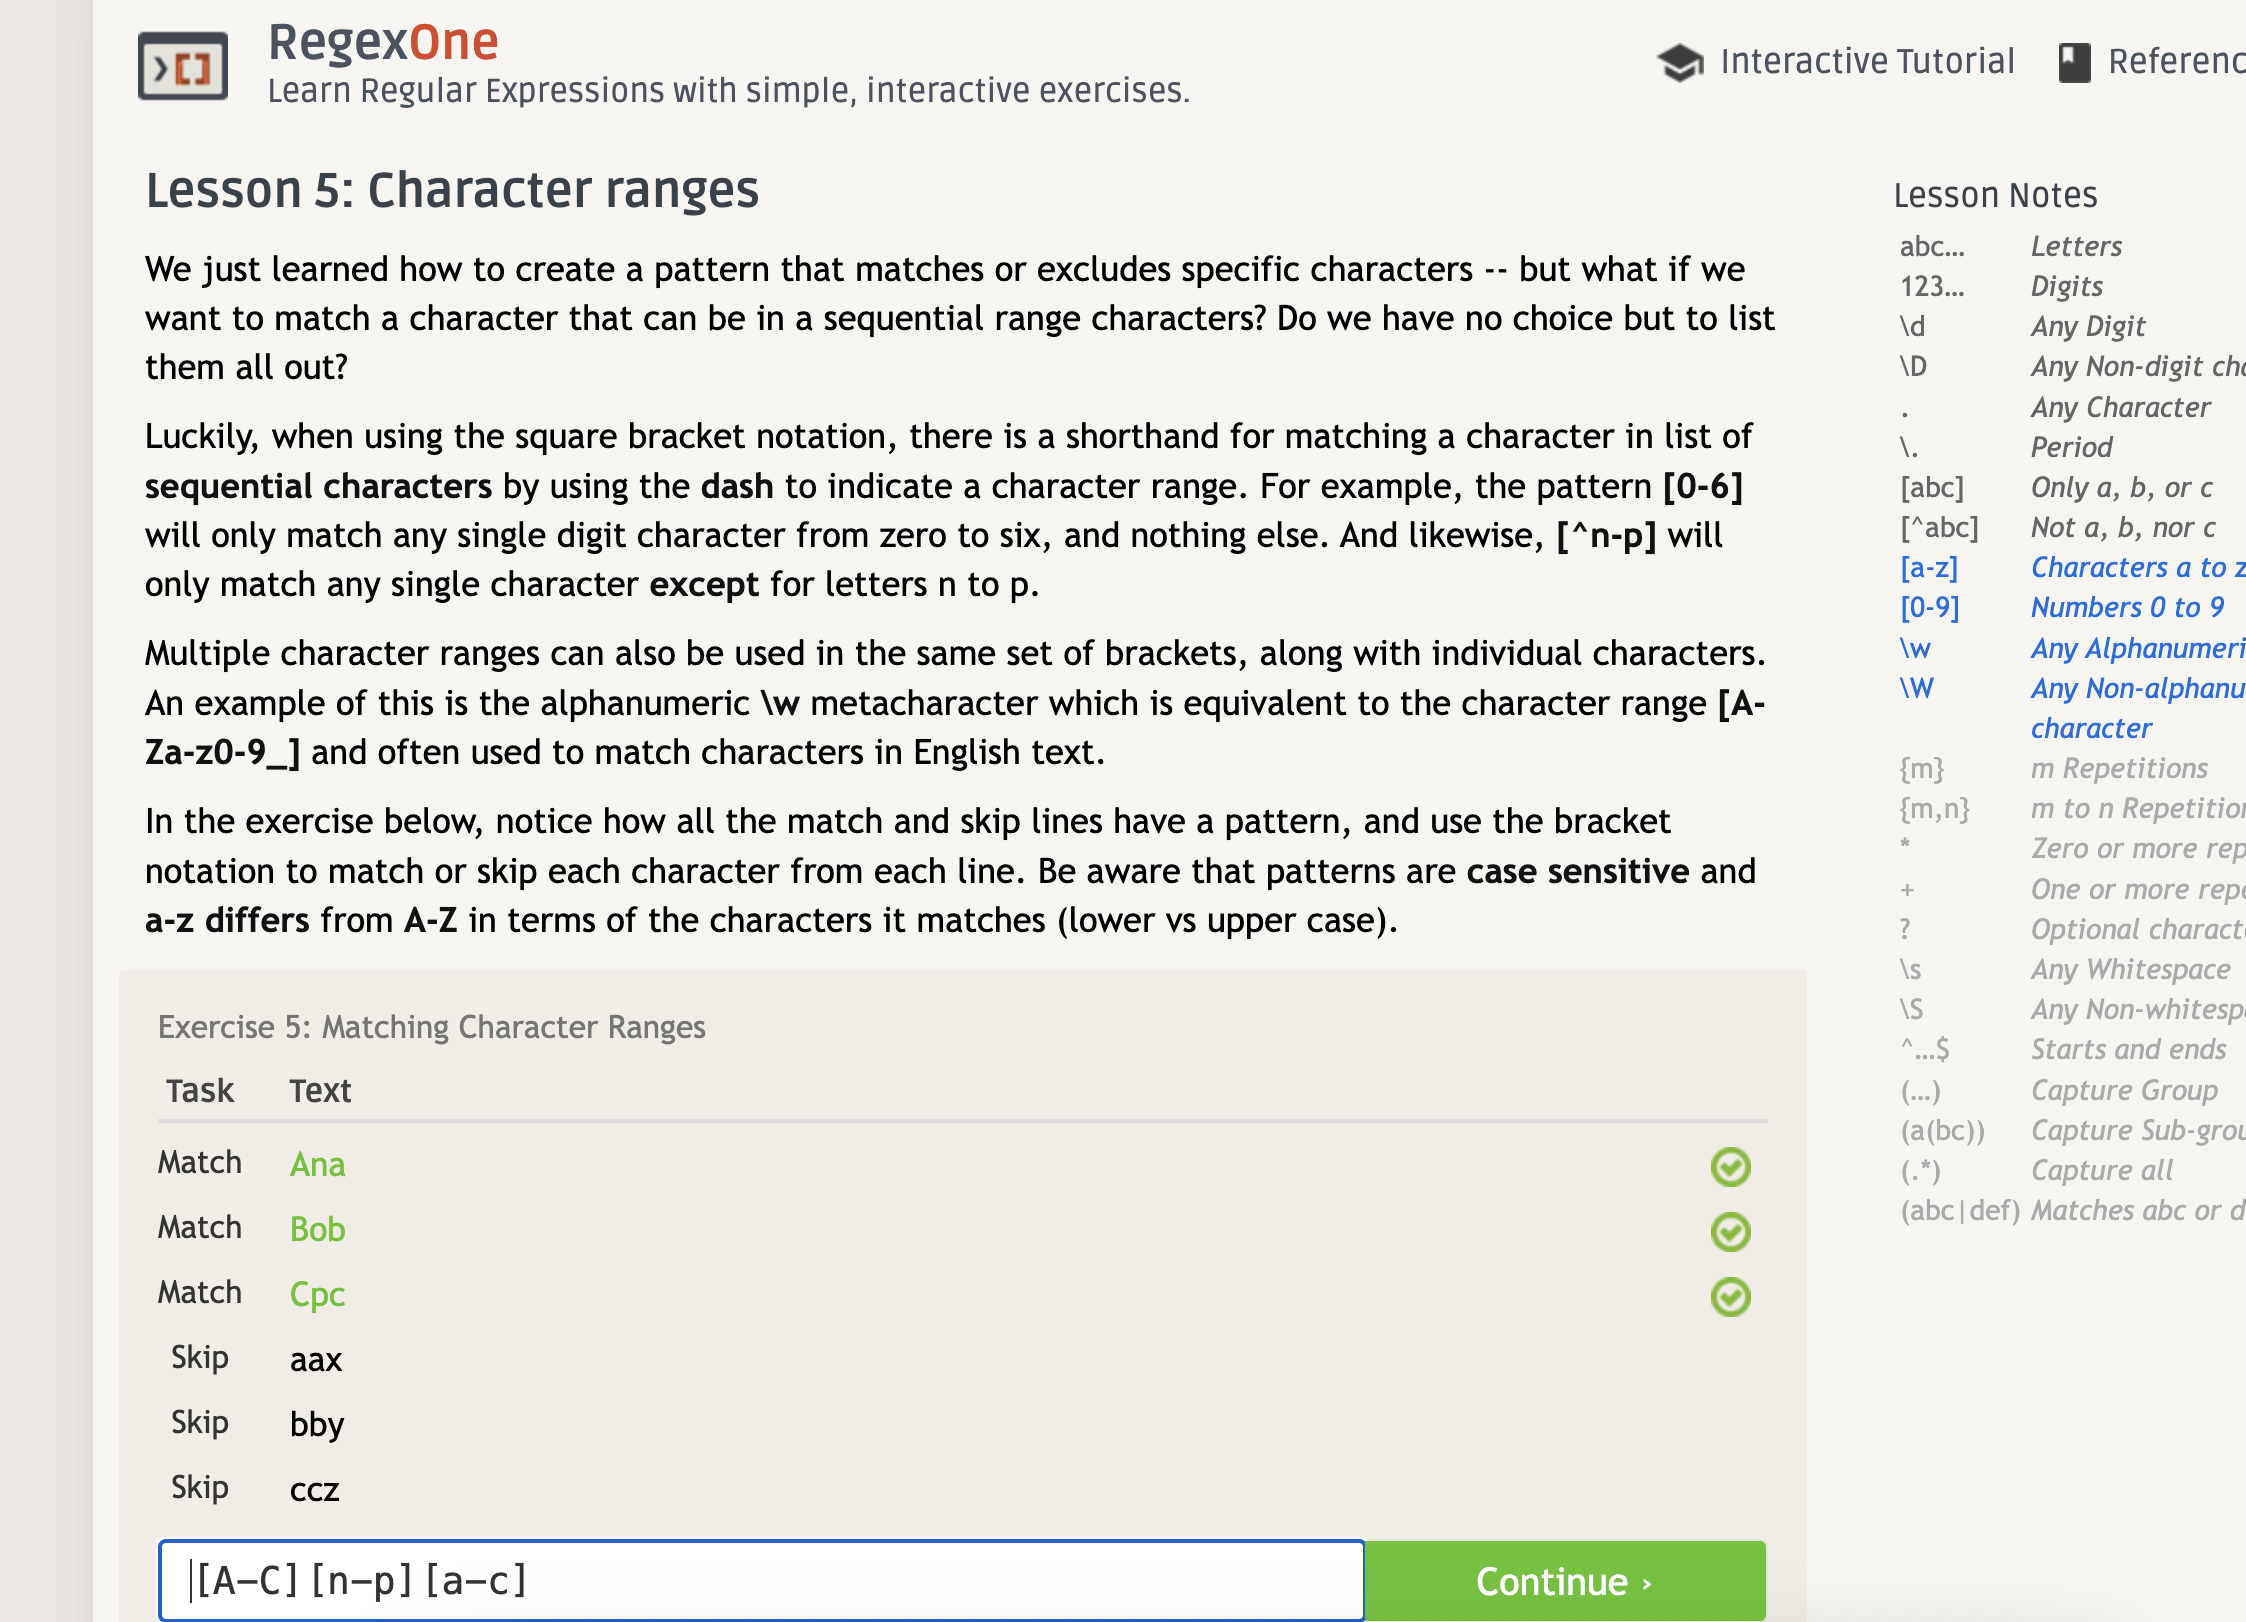 RegexOne
Learn Regular Expressions with simple, interactive exercises.
Interactive Tutorial
Lesson 5: Character ranges
We just learned how to create a pattern that matches or excludes specific characters -- but what if we
want to match a character that can be in a sequential range characters? Do we have no choice but to list
them all out?
Luckily, when using the square bracket notation, there is a shorthand for matching a character in list of
sequential characters by using the dash to indicate a character range. For example, the pattern [0-6]
will only match any single digit character from zero to six, and nothing else. And likewise, [^n-p] will
only match any single character except for letters n to p.
Multiple character ranges can also be used in the same set of brackets, along with individual characters.
An example of this is the alphanumeric \w metacharacter which is equivalent to the character range [A-
Za-z0-9_] and often used to match characters in English text.
In the exercise below, notice how all the match and skip lines have a pattern, and use the bracket
notation to match or skip each character from each line. Be aware that patterns are case sensitive and
a-z differs from A-Z in terms of the characters it matches (lower vs upper case).
Exercise 5: Matching Character Ranges
Task Text
Match Ana
Match Bob
Match Cpc
Skip aax
Skip bby
Skip ccz
[A-C][n-p][a-c]
Continue ›
Lesson Notes
abc… Letters
123… Digits
\d Any Digit
\D Any Non-digit
. Any Character
\. Period
[abc] Only a, b, or c
[^abc] Not a, b, nor c
[a-z] Characters a to z
[0-9] Numbers 0 to 9
\w Any
\W Any
character
{m} m Repetitions
{m,n} m to n
* Zero or more
+ One or more
? Optional
\s Any Whitespace
\S Any
^…$ Starts and ends
(…) Capture Group
(a(bc)) Capture
(.*) Capture all
(abc|def) Matches abc or